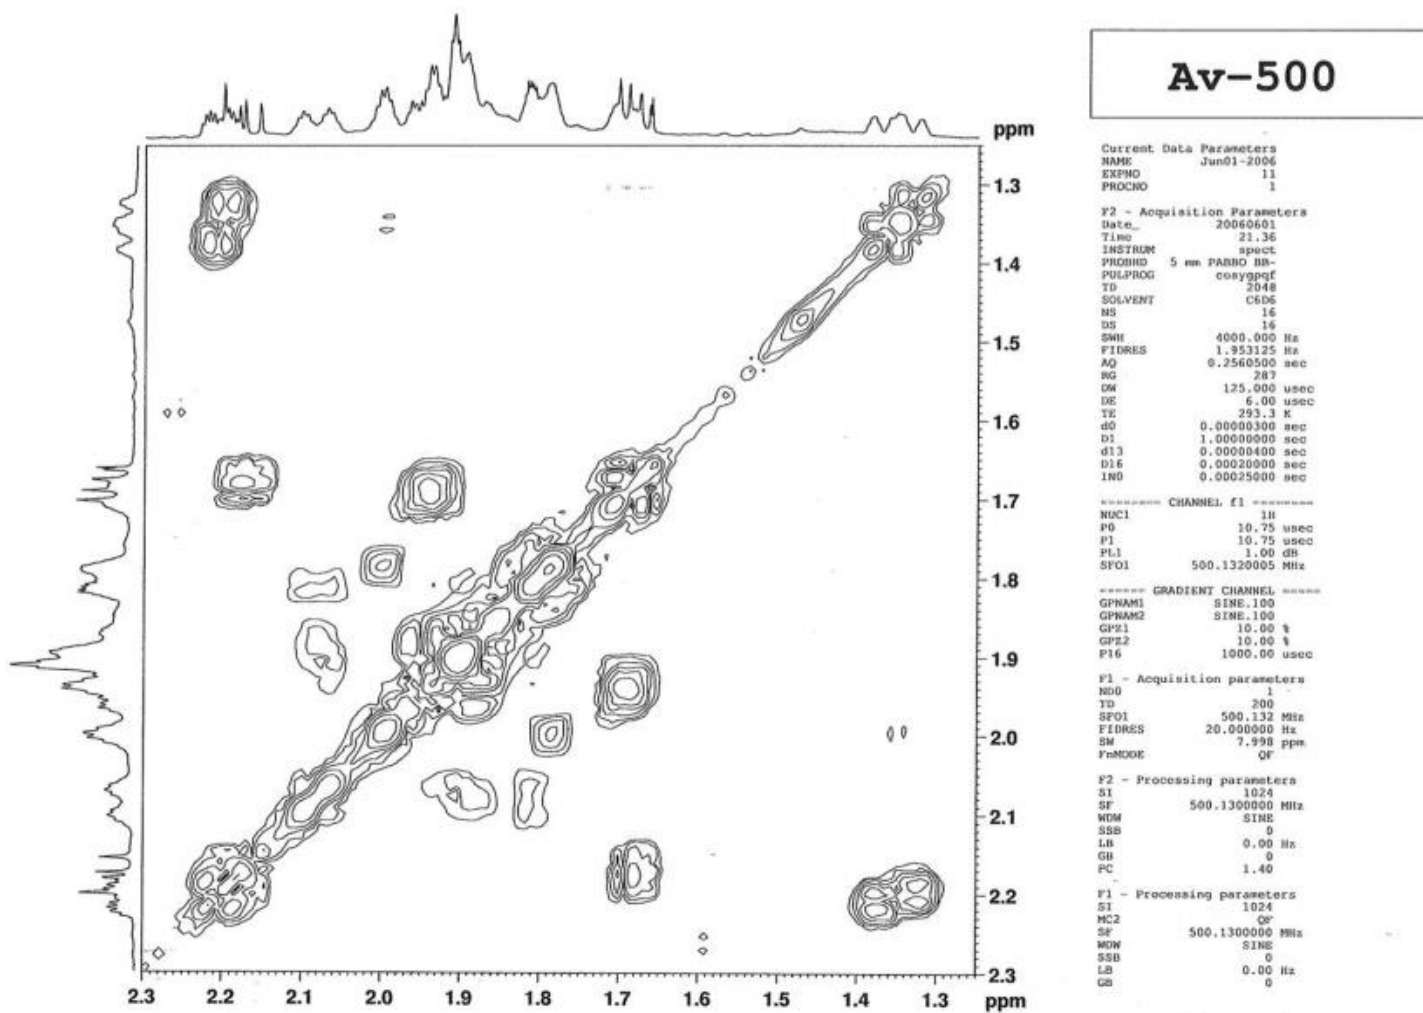 Av-500
ppm
1.3
1.4
1.5
1.6
1.7
1.8
1.9
2.0
2.1
2.2
2.3
2.3 2.2 2.1 2.0 1.9 1.8 1.7 1.6 1.5 1.4 1.3 ppm
Current Data Parameters
NAME Jun01-2006
EXPNO 11
PROCNO 1
F2 - Acquisition Parameters
Date_ 20060601
Time 21.36
INSTRUM spect
PROBHD 5 mm PABBO BB-
PULPROG cosygpqf
TD 2048
SOLVENT C6D6
NS 16
DS 16
SWH 4000.000 Hz
FIDRES 1.953125 Hz
AQ 0.2560500 sec
RG 287
DW 125.000 usec
DE 6.00 usec
TE 293.3 K
d0 0.00000300 sec
D1 1.00000000 sec
d13 0.00000400 sec
D16 0.00020000 sec
IN0 0.00025000 sec
======== CHANNEL f1 ========
NUC1 1H
P0 10.75 usec
P1 10.75 usec
PL1 1.00 dB
SFO1 500.1320005 MHz
====== GRADIENT CHANNEL =====
GPNAM1 SINE.100
GPNAM2 SINE.100
GPZ1 10.00 %
GPZ2 10.00 %
P16 1000.00 usec
F1 - Acquisition parameters
ND0 1
TD 200
SFO1 500.132 MHz
FIDRES 20.000000 Hz
SW 7.998 ppm
FnMODE QF
F2 - Processing parameters
SI 1024
SF 500.1300000 MHz
WDW SINE
SSB 0
LB 0.00 Hz
GB 0
PC 1.40
F1 - Processing parameters
SI 1024
MC2 QF
SF 500.1300000 MHz
WDW SINE
SSB 0
LB 0.00 Hz
GB 0